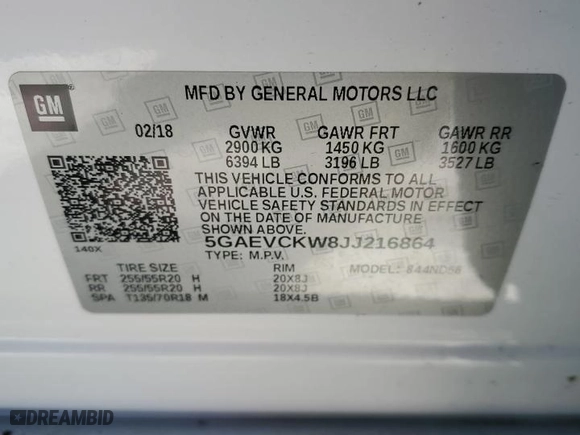 GM
MFD BY GENERAL MOTORS LLC
02/18 GVWR GAWR FRT GAWR RR
2900 KG 1450 KG 1600 KG
6394 LB 3196 LB 3527 LB
THIS VEHICLE CONFORMS TO ALL
APPLICABLE U.S. FEDERAL MOTOR
VEHICLE SAFETY STANDARDS IN EFFECT
ON THE DATE OF MANUFACTURE
SHOWN ABOVE.
140X 5GAEVCKW8JJ216864
TYPE: M.P.V. MODEL:
TIRE SIZE RIM
FRT 255/55R20 H 20X8J
RR 255/55R20 H 20X8J
SPA T135/70R18 M 18X4.5B
DREAMBID